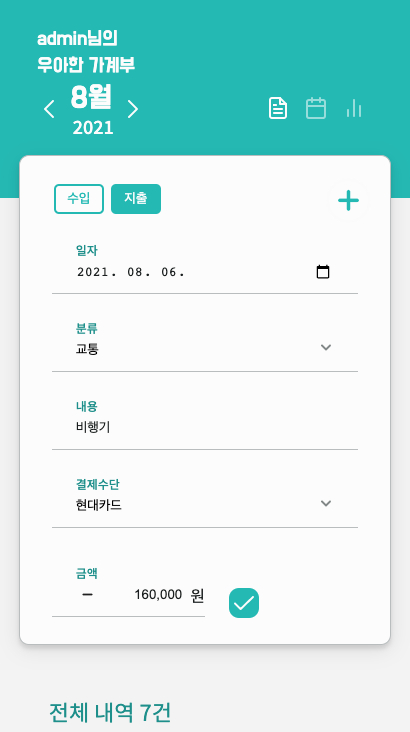 admin님의
우아한 가계부
8월
2021
수입 지출
일자
2021. 08. 06.
분류
교통
내용
비행기
결제수단
현대카드
금액
− 160,000 원
전체 내역 7건